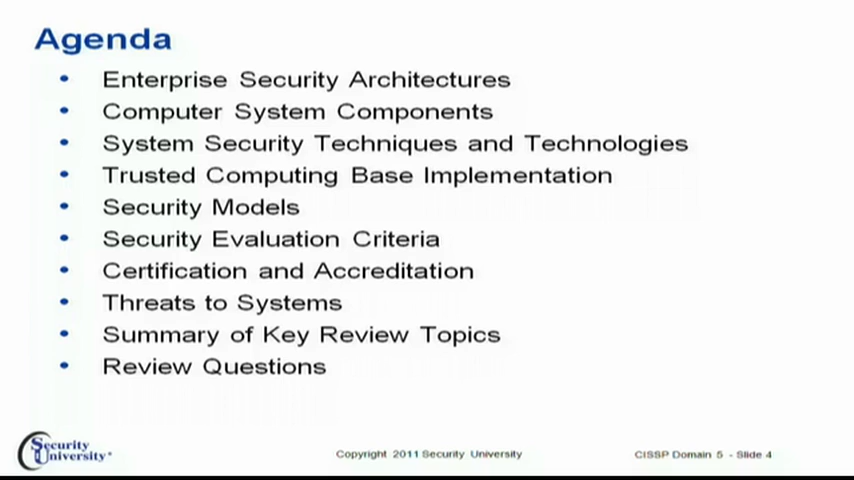 Agenda
• Enterprise Security Architectures
• Computer System Components
• System Security Techniques and Technologies
• Trusted Computing Base Implementation
• Security Models
• Security Evaluation Criteria
• Certification and Accreditation
• Threats to Systems
• Summary of Key Review Topics
• Review Questions
Security
University
Copyright 2011 Security University
CISSP Domain 5 - Slide 4